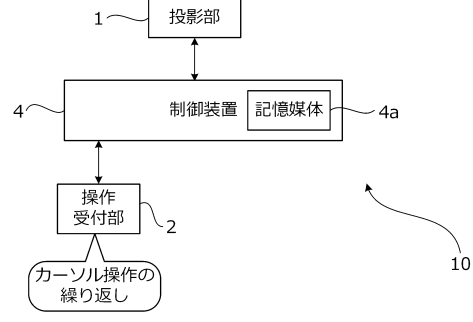 1
投影部
4
制御装置
記憶媒体
4a
操作
受付部
2
10
カーソル操作の
繰り返し